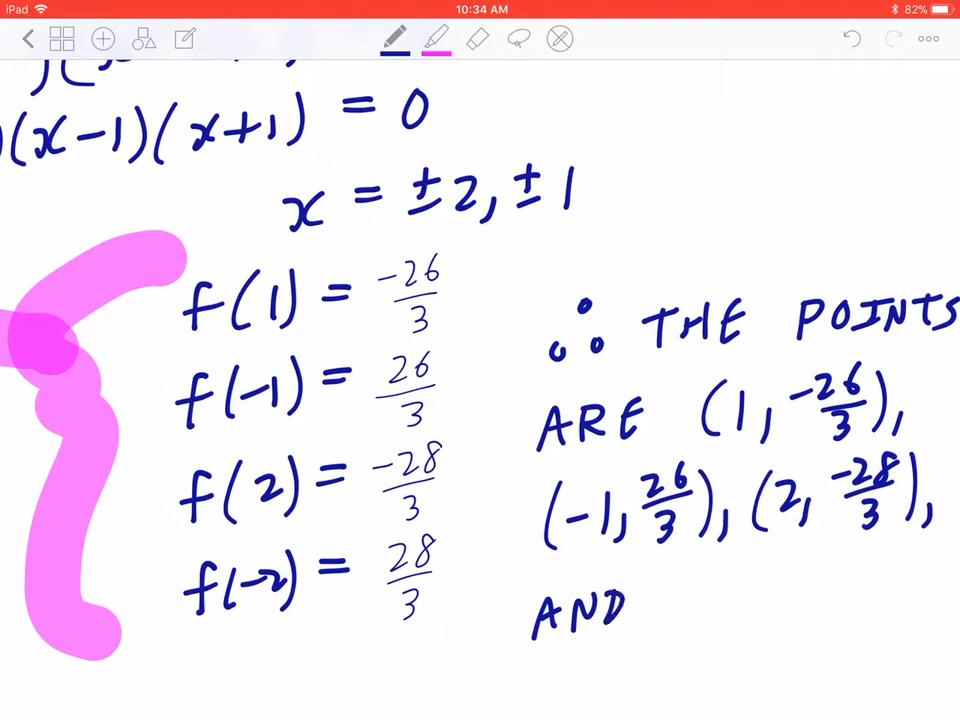 iPad 10:34 AM 82%
)(x-1)(x+1) = 0
x = ±2, ±1
f(1) = -26/3
f(-1) = 26/3
f(2) = -28/3
f(-2) = 28/3
∴ THE POINTS
ARE (1, -26/3),
(-1, 26/3), (2, -28/3),
AND